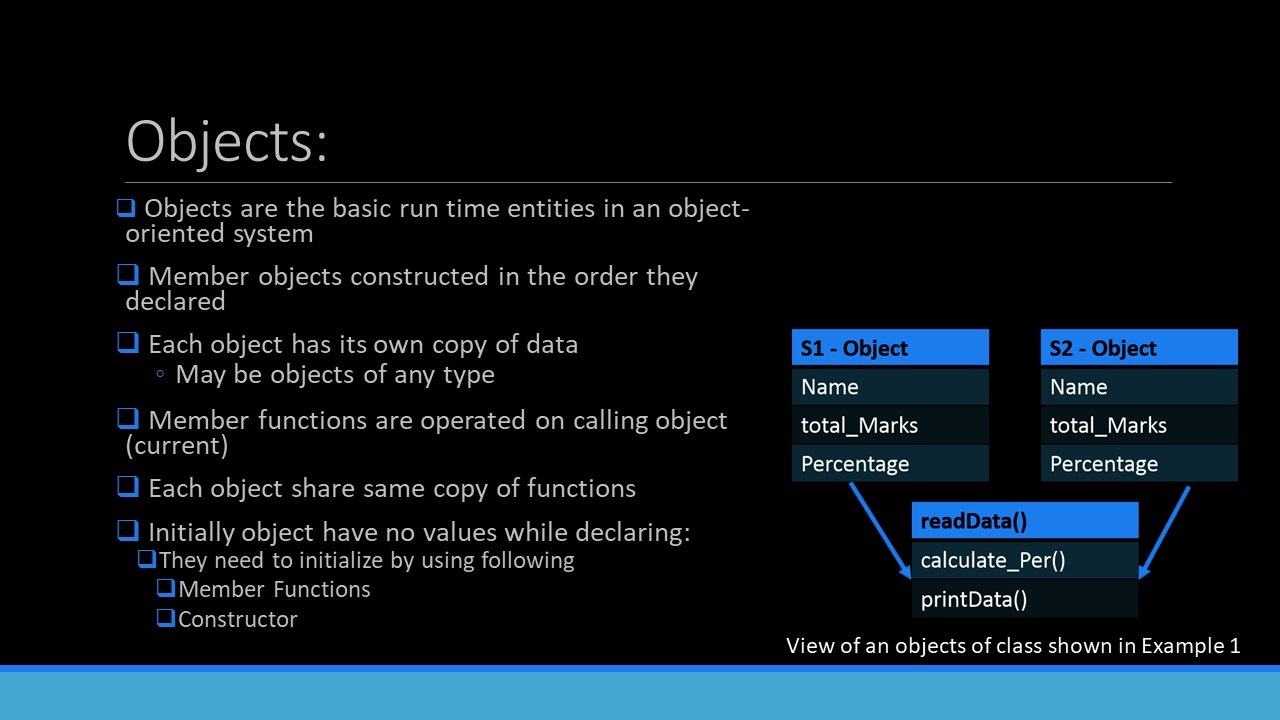 Objects:
Objects are the basic run time entities in an object-
oriented system
Member objects constructed in the order they
declared
Each object has its own copy of data
May be objects of any type
Member functions are operated on calling object
(current)
Each object share same copy of functions
Initially object have no values while declaring:
They need to initialize by using following
Member Functions
Constructor
S1 - Object
Name
total_Marks
Percentage
S2 - Object
Name
total_Marks
Percentage
readData()
calculate_Per()
printData()
View of an objects of class shown in Example 1